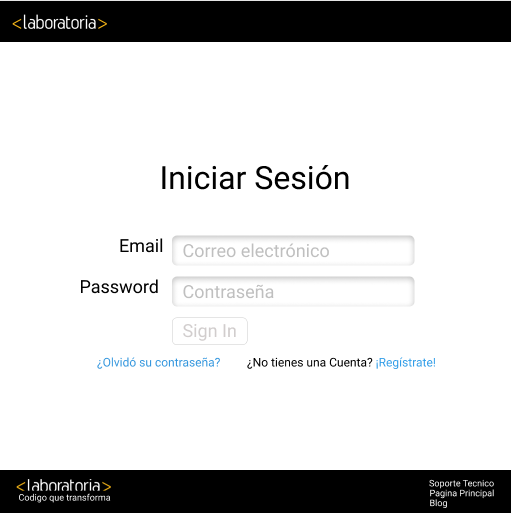 <laboratoria>
Iniciar Sesión
Email Correo electrónico
Password Contraseña
Sign In
¿Olvidó su contraseña? ¿No tienes una Cuenta? ¡Regístrate!
<laboratoria>
Codigo que transforma
Soporte Tecnico
Pagina Principal
Blog